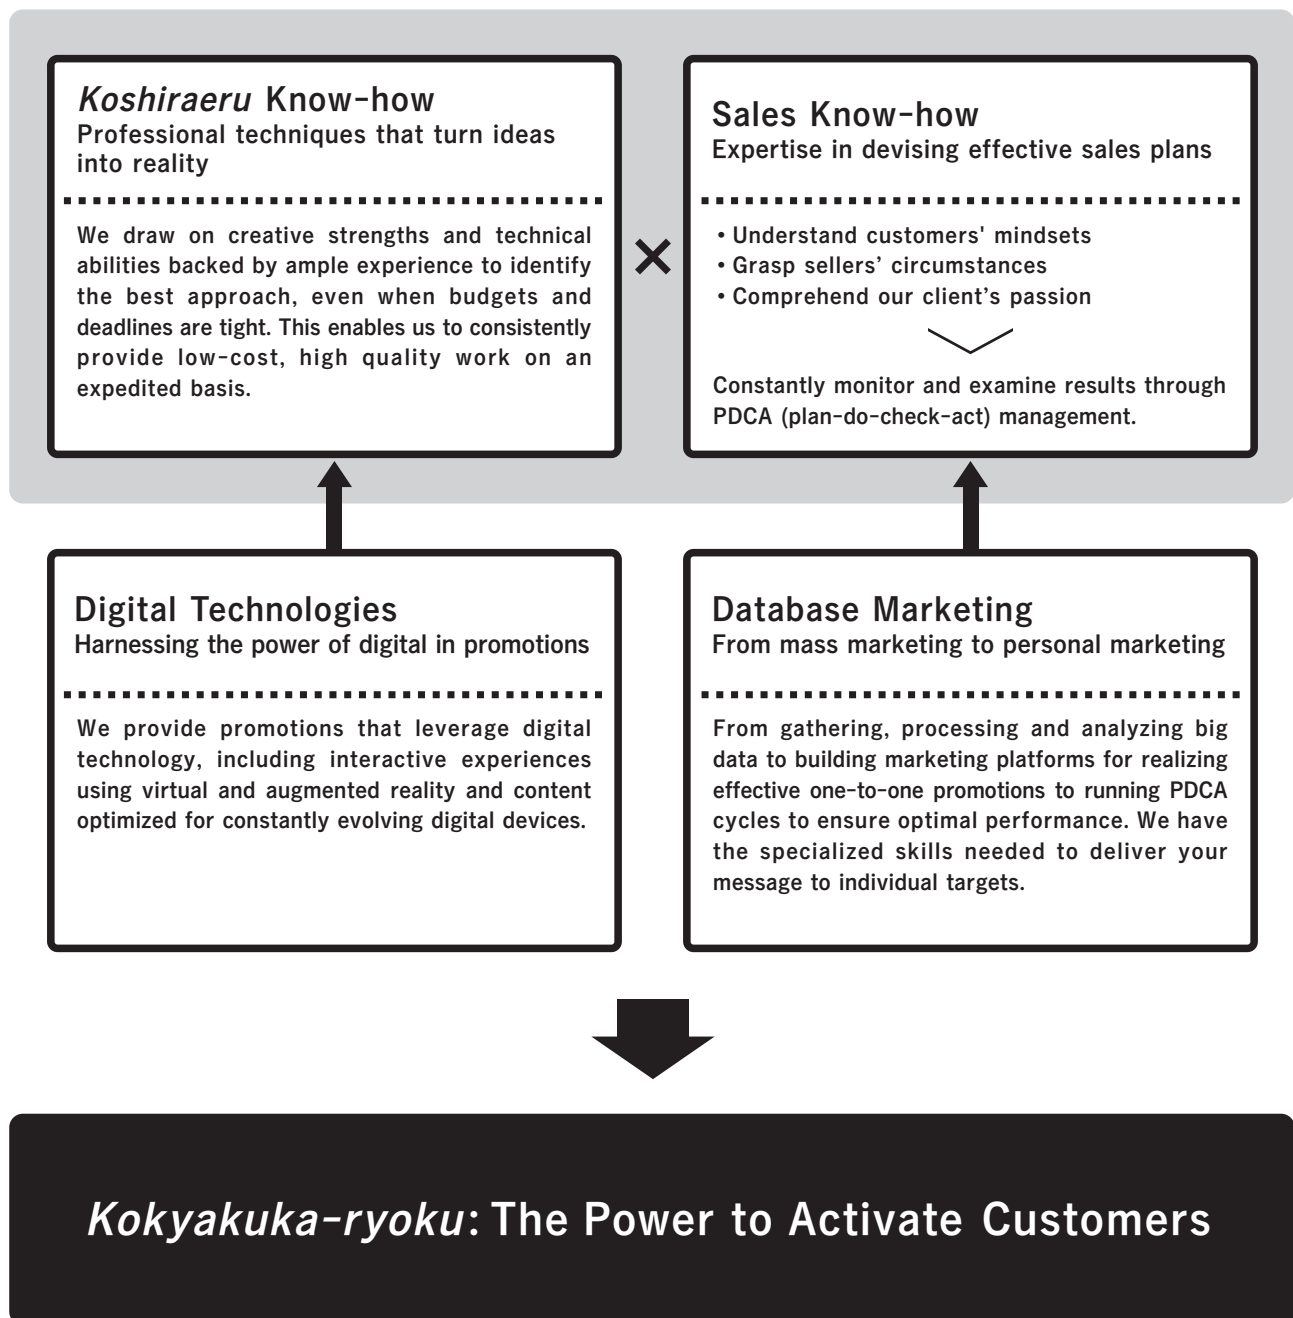 Koshiraeru Know-how
Professional techniques that turn ideas
into reality
We draw on creative strengths and technical
abilities backed by ample experience to identify
the best approach, even when budgets and
deadlines are tight. This enables us to consistently
provide low-cost, high quality work on an
expedited basis.
×
Sales Know-how
Expertise in devising effective sales plans
• Understand customers' mindsets
• Grasp sellers’ circumstances
• Comprehend our client’s passion
Constantly monitor and examine results through
PDCA (plan-do-check-act) management.
Digital Technologies
Harnessing the power of digital in promotions
We provide promotions that leverage digital
technology, including interactive experiences
using virtual and augmented reality and content
optimized for constantly evolving digital devices.
Database Marketing
From mass marketing to personal marketing
From gathering, processing and analyzing big
data to building marketing platforms for realizing
effective one-to-one promotions to running PDCA
cycles to ensure optimal performance. We have
the specialized skills needed to deliver your
message to individual targets.
Kokyakuka-ryoku: The Power to Activate Customers